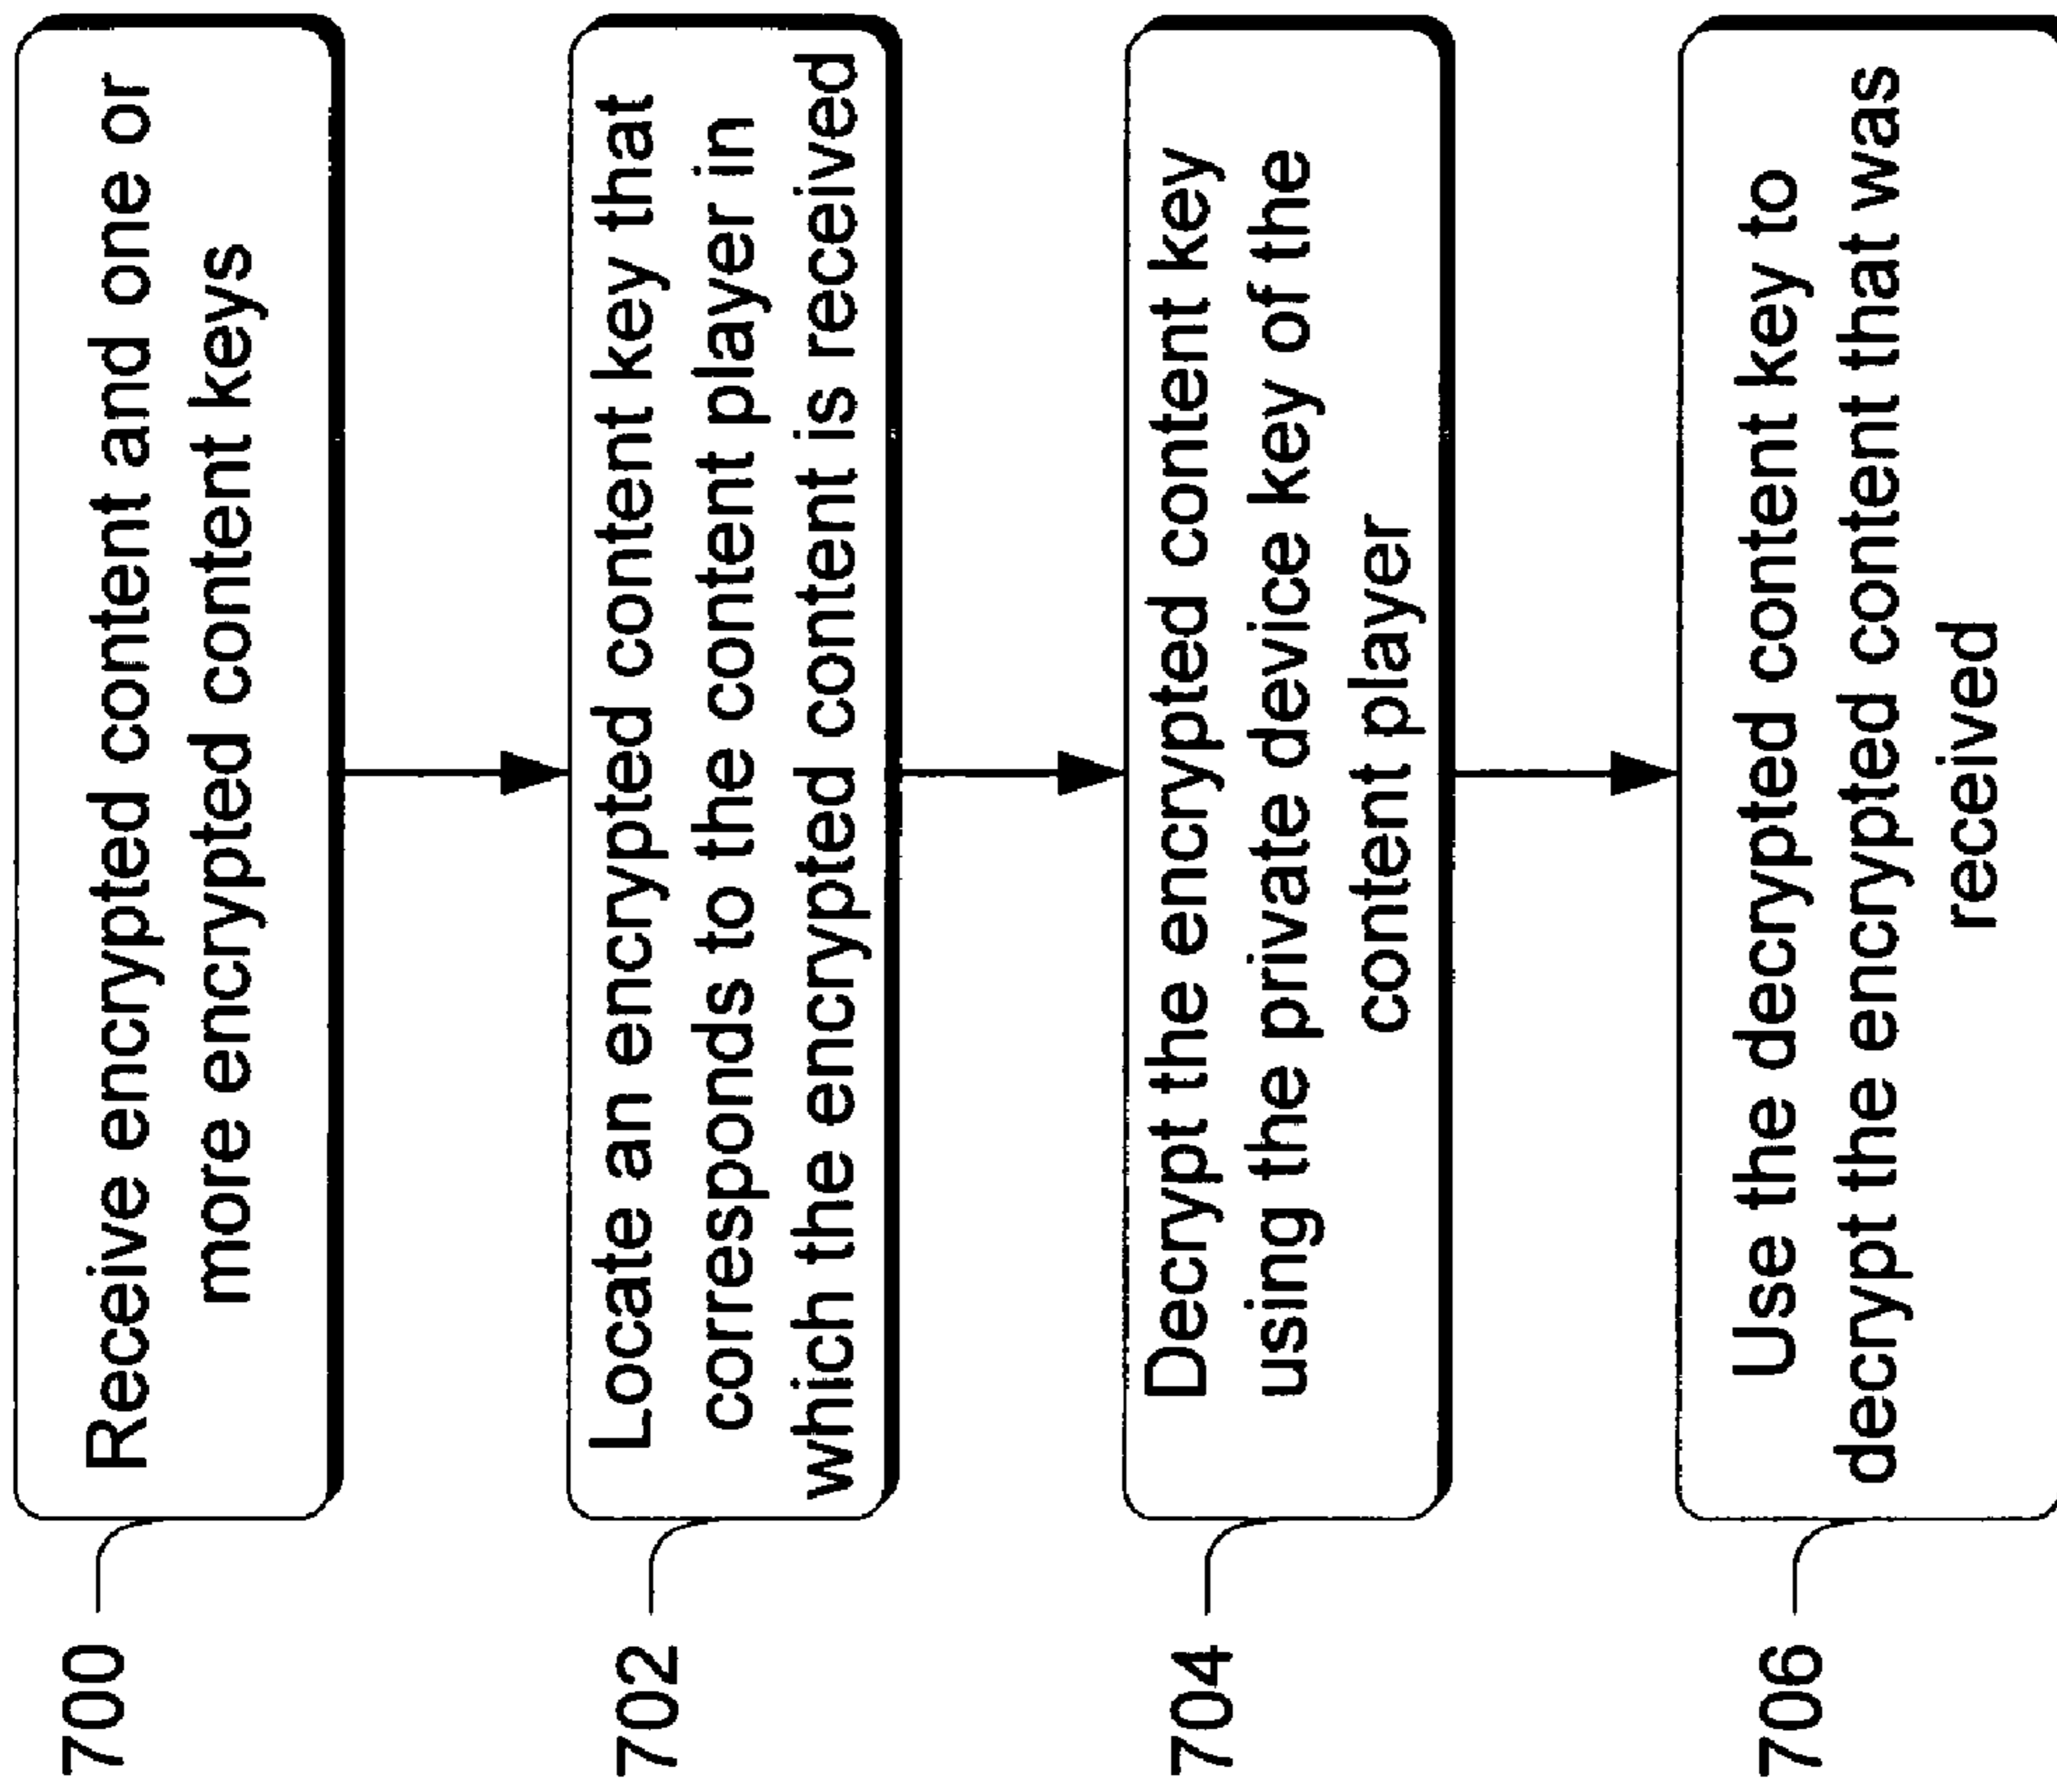 700
Receive encrypted content and one or
more encrypted content keys
702
Locate an encrypted content key that
corresponds to the content player in
which the encrypted content is received
704
Decrypt the encrypted content key
using the private device key of the
content player
706
Use the decrypted content key to
decrypt the encrypted content that was
received